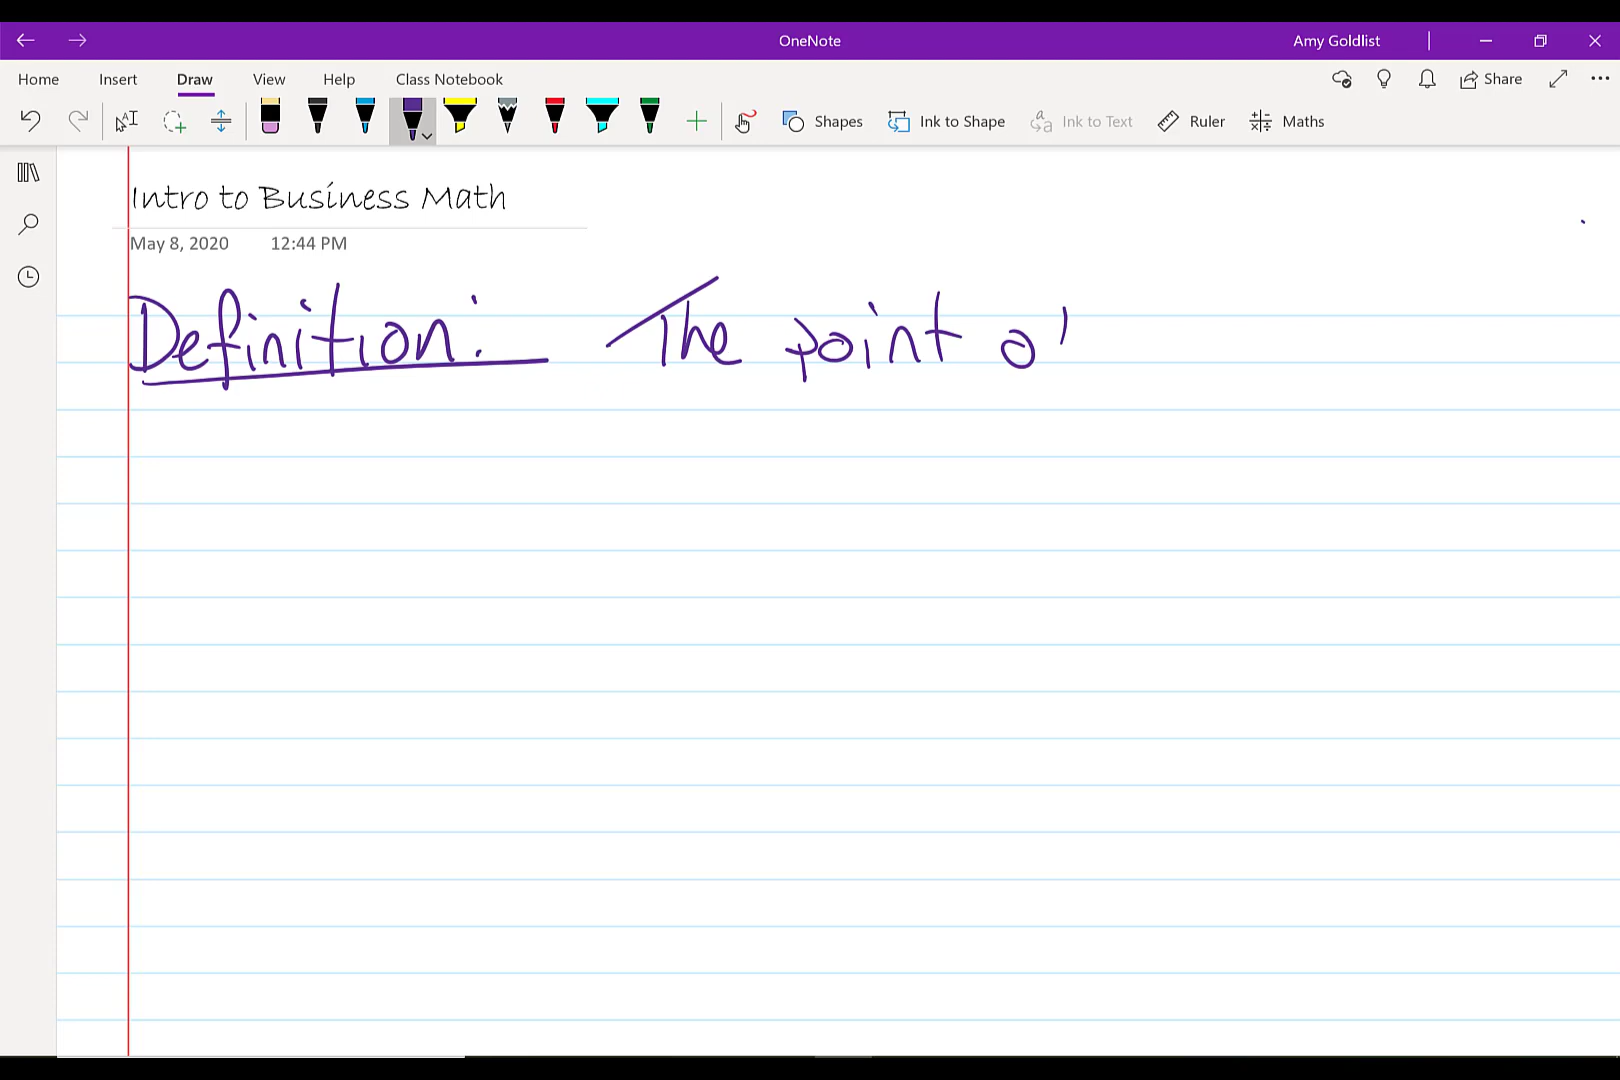 OneNote
Amy Goldlist
Home Insert Draw View Help Class Notebook
Share
Shapes Ink to Shape Ink to Text Ruler Maths
Intro to Business Math
May 8, 2020 12:44 PM
Definition: The point o'